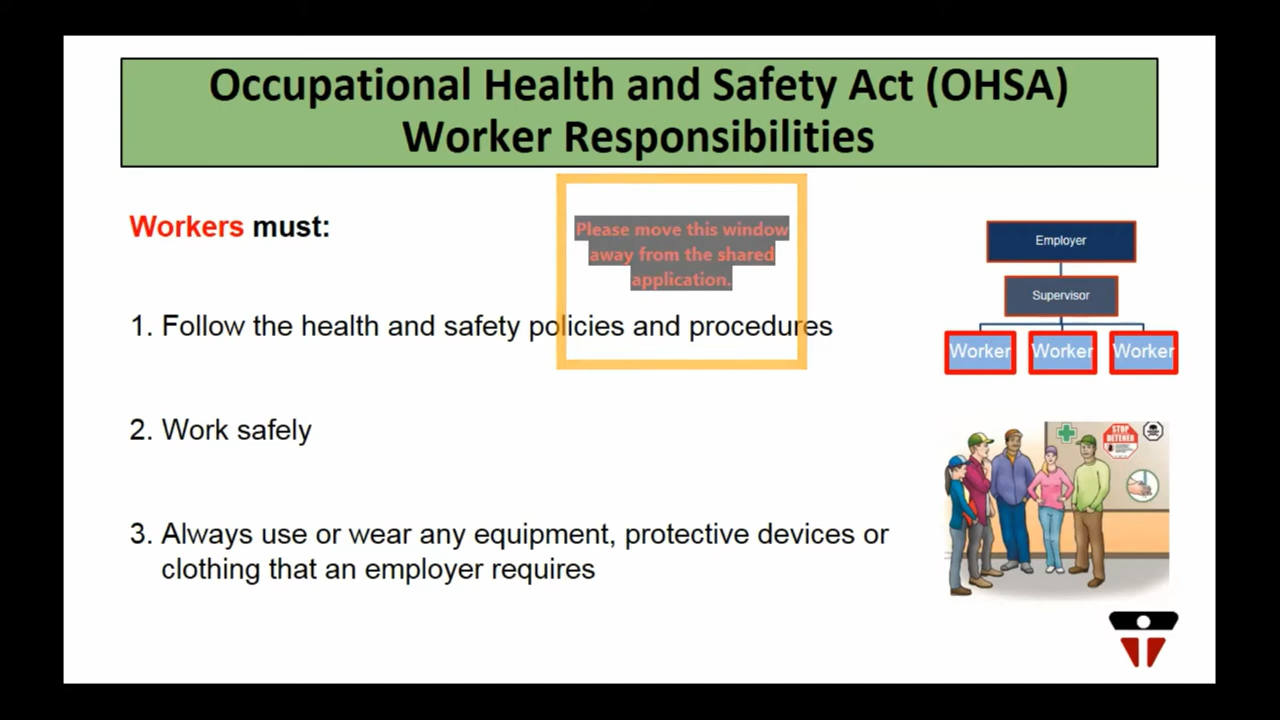 Occupational Health and Safety Act (OHSA)
Worker Responsibilities
Workers must:
Please move this window
away from the shared
application.
1. Follow the health and safety policies and procedures
2. Work safely
3. Always use or wear any equipment, protective devices or
clothing that an employer requires
Employer
Supervisor
Worker Worker Worker
STOP